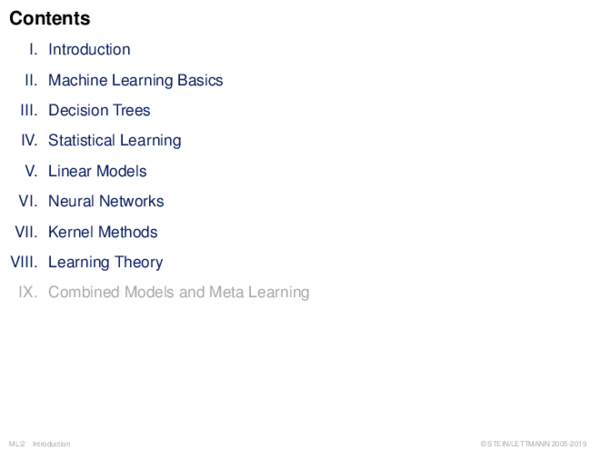 Contents
I. Introduction
II. Machine Learning Basics
III. Decision Trees
IV. Statistical Learning
V. Linear Models
VI. Neural Networks
VII. Kernel Methods
VIII. Learning Theory
IX. Combined Models and Meta Learning
ML:2 Introduction © STEIN/LETTMANN 2005-2019